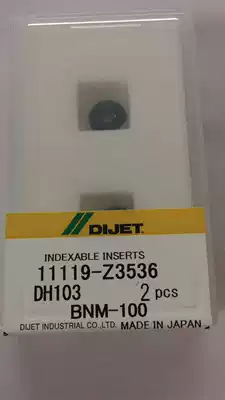 DIJET
INDEXABLE INSERTS
11119-Z3536
DH103 2 pcs
BNM-100
DIJET INDUSTRIAL CO.,LTD. MADE IN JAPAN